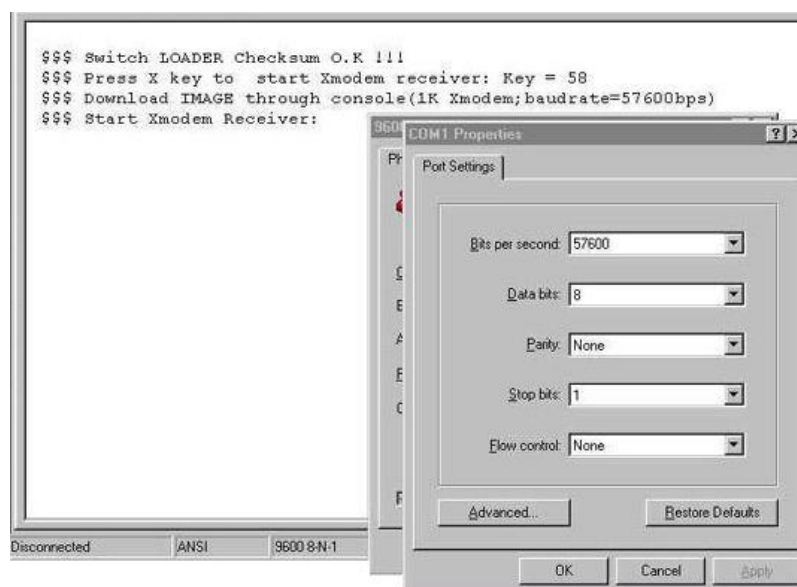 $$$ Switch LOADER Checksum O.K !!!
$$$ Press X key to  start Xmodem receiver: Key = 58
$$$ Download IMAGE through console(1K Xmodem;baudrate=57600bps)
$$$ Start Xmodem Receiver:
9600
COM1 Properties
Ph
Port Settings
Bits per second: 57600
Data bits: 8
Parity: None
Stop bits: 1
Flow control: None
Advanced...
Restore Defaults
Disconnected
ANSI
9600 8-N-1
OK
Cancel
Apply